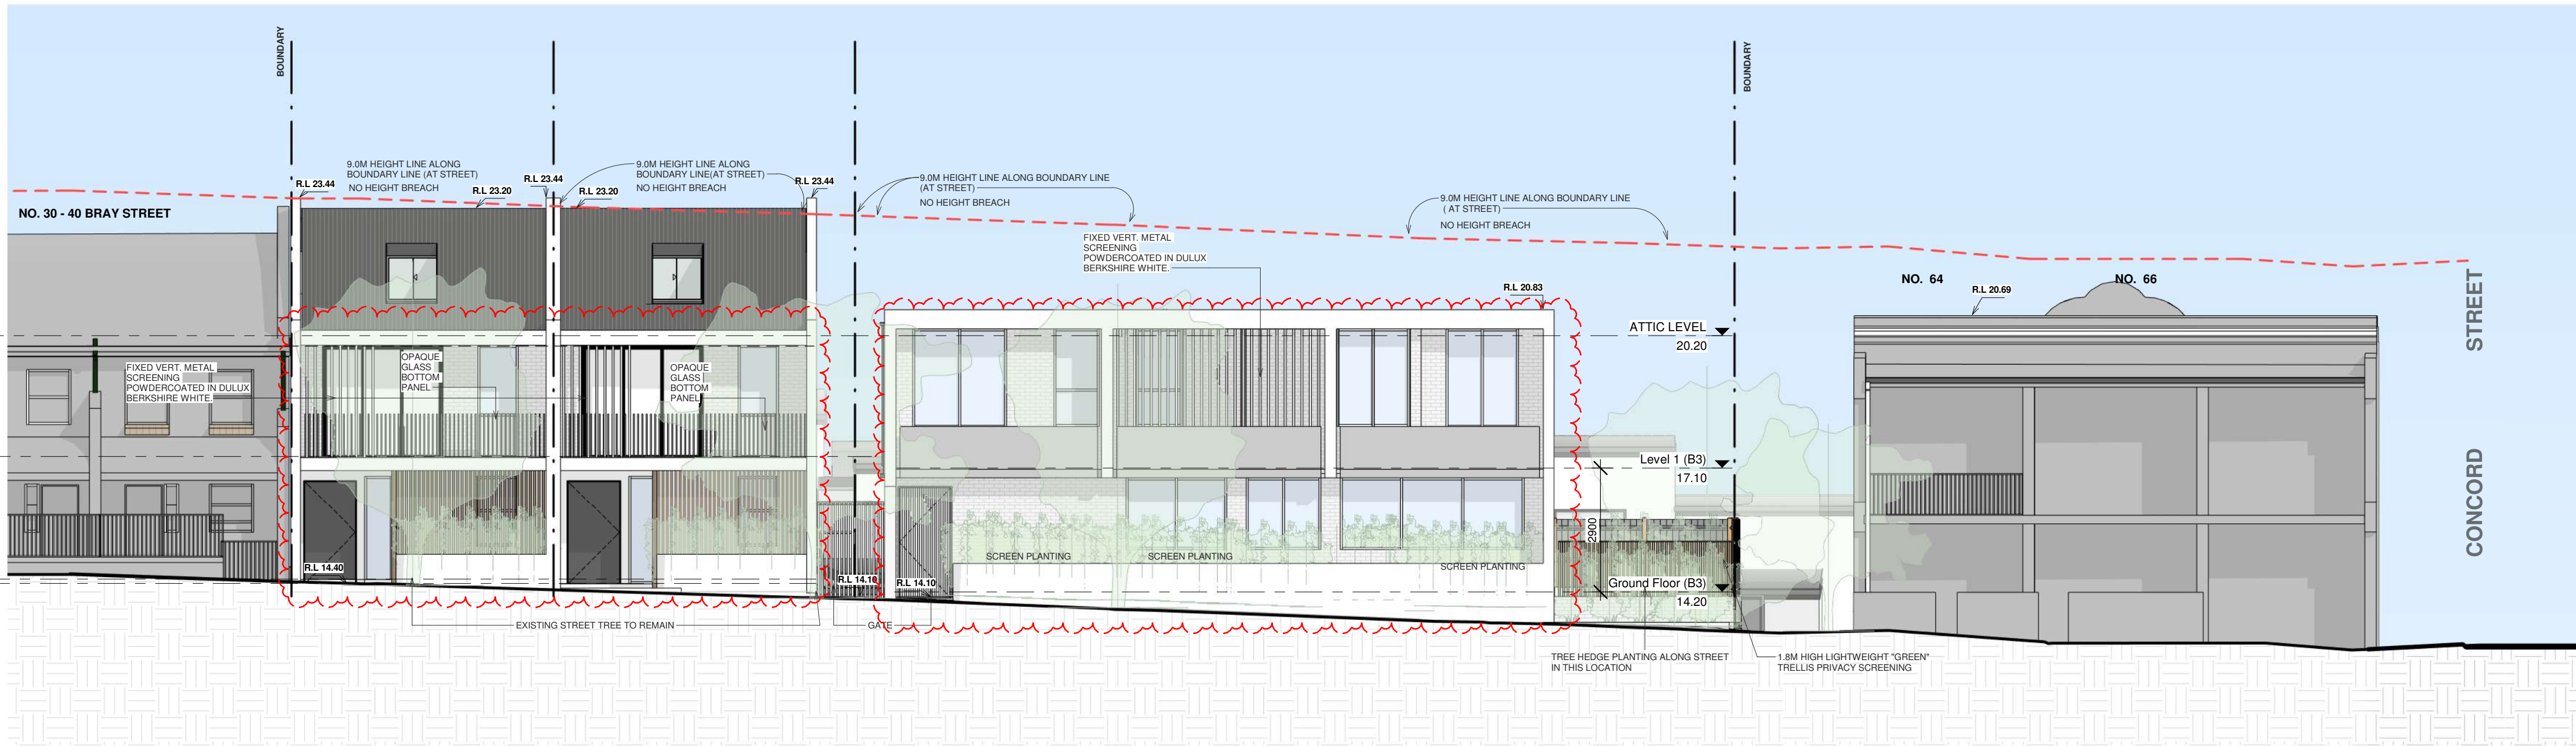 BOUNDARY
BOUNDARY
9.0M HEIGHT LINE ALONG
BOUNDARY LINE (AT STREET)
NO HEIGHT BREACH
9.0M HEIGHT LINE ALONG
BOUNDARY LINE(AT STREET)
NO HEIGHT BREACH
9.0M HEIGHT LINE ALONG BOUNDARY LINE
(AT STREET)
NO HEIGHT BREACH
9.0M HEIGHT LINE ALONG BOUNDARY LINE
( AT STREET)
NO HEIGHT BREACH
R.L 23.44
R.L 23.20
R.L 23.44
R.L 23.20
R.L 23.44
NO. 30 - 40 BRAY STREET
FIXED VERT. METAL
SCREENING
POWDERCOATED IN DULUX
BERKSHIRE WHITE.
NO. 64
NO. 66
R.L 20.83
R.L 20.69
ATTIC LEVEL
20.20
FIXED VERT. METAL
SCREENING
POWDERCOATED IN DULUX
BERKSHIRE WHITE.
OPAQUE
GLASS
BOTTOM
PANEL
OPAQUE
GLASS
BOTTOM
PANEL
Level 1 (B3)
17.10
2900
SCREEN PLANTING
SCREEN PLANTING
SCREEN PLANTING
R.L 14.40
R.L 14.10
R.L 14.10
Ground Floor (B3)
14.20
EXISTING STREET TREE TO REMAIN
GATE
TREE HEDGE PLANTING ALONG STREET
IN THIS LOCATION
1.8M HIGH LIGHTWEIGHT "GREEN"
TRELLIS PRIVACY SCREENING
CONCORD STREET